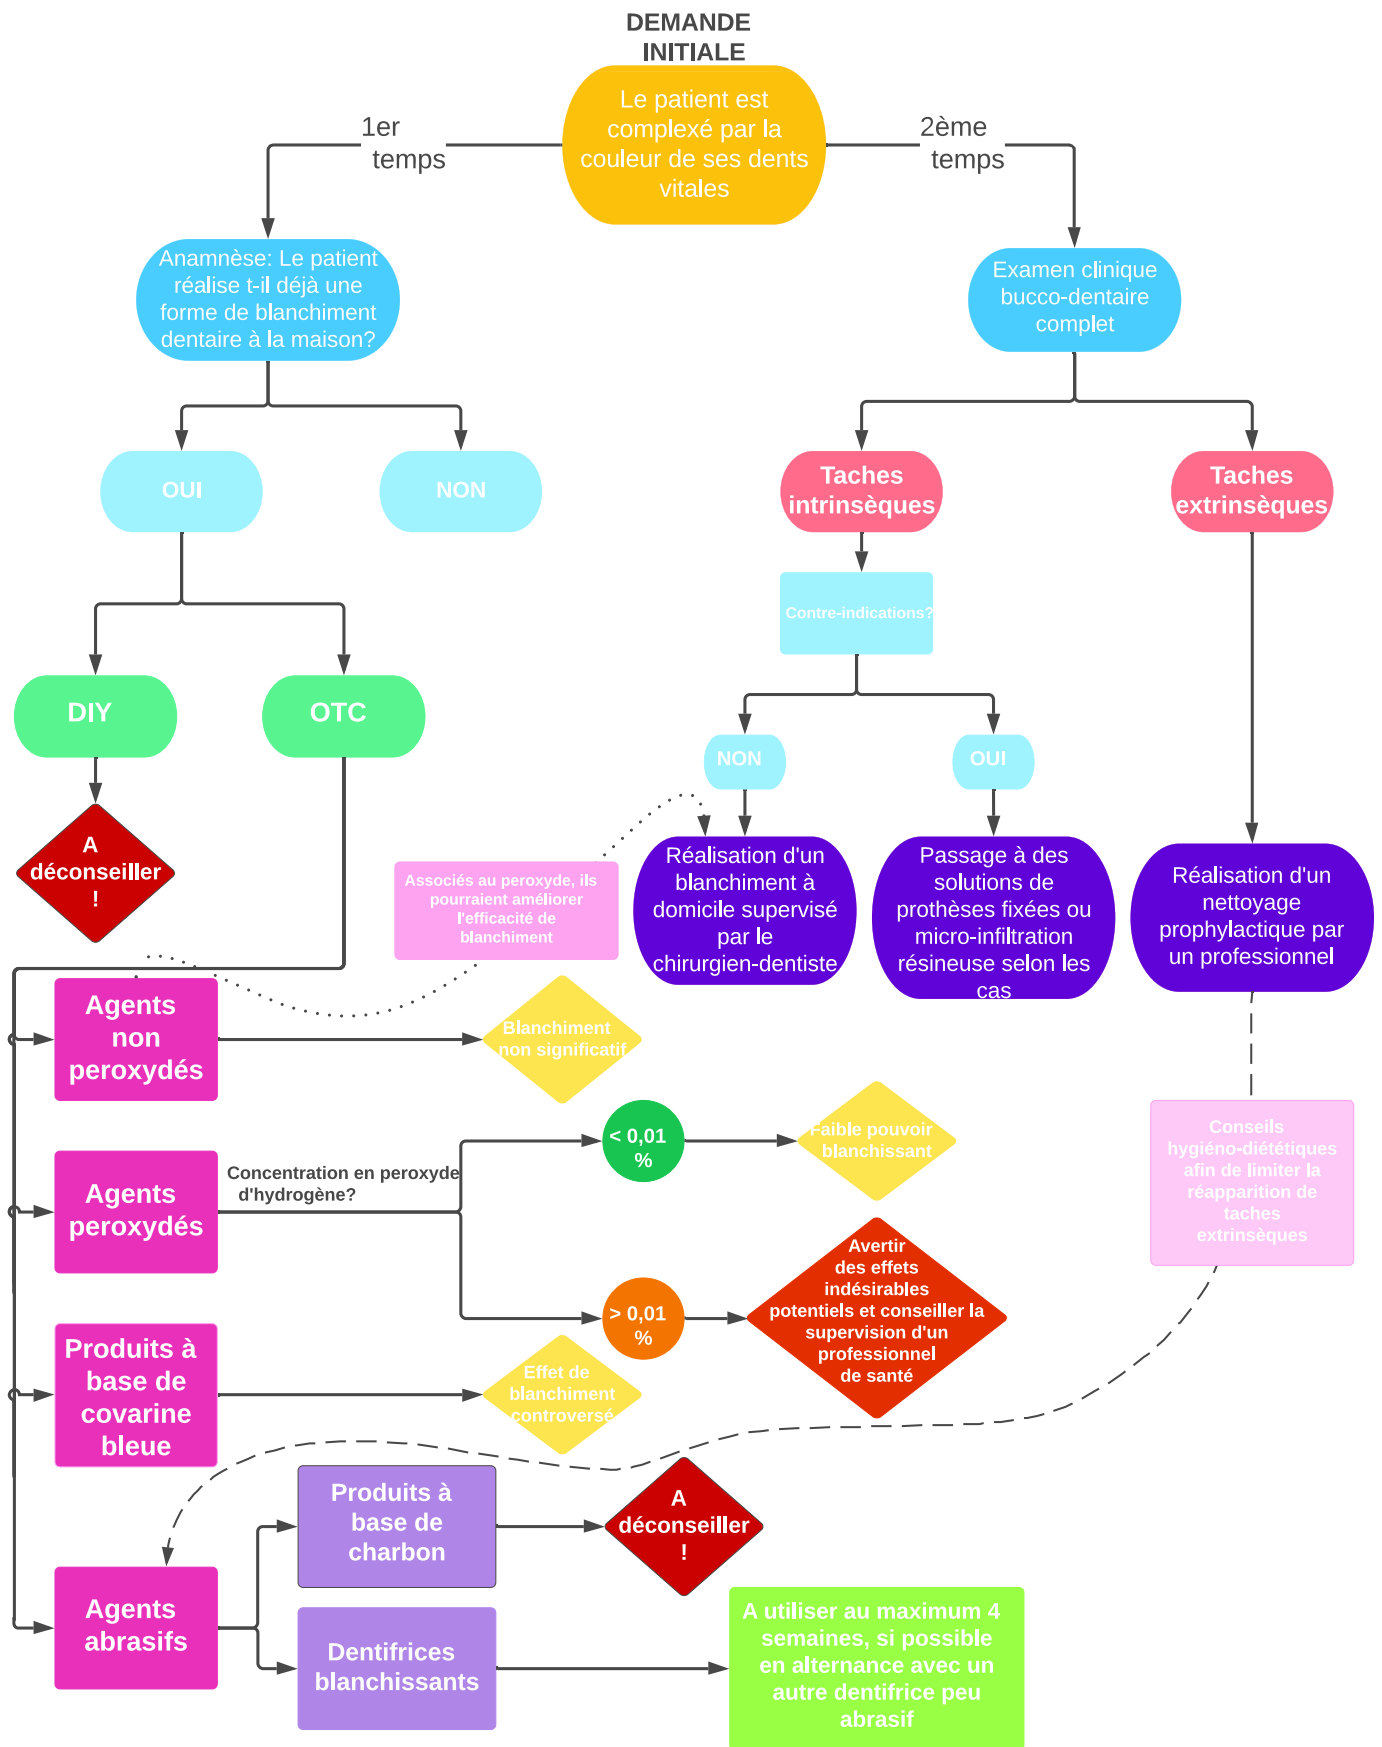 DEMANDE
INITIALE
Le patient est
complexé par la
couleur de ses dents
vitales
1er
temps
2ème
temps
Anamnèse: Le patient
réalise t-il déjà une
forme de blanchiment
dentaire à la maison?
Examen clinique
bucco-dentaire
complet
OUI
NON
Taches
intrinsèques
Taches
extrinsèques
Contre-indications?
DIY
OTC
NON
OUI
A
déconseiller
!
Associés au peroxyde, ils
pourraient améliorer
l'efficacité de
blanchiment
Réalisation d'un
blanchiment à
domicile supervisé
par le
chirurgien-dentiste
Passage à des
solutions de
prothèses fixées ou
micro-infiltration
résineuse selon les
cas
Réalisation d'un
nettoyage
prophylactique par
un professionnel
Agents
non
peroxydés
Blanchiment
non significatif
Agents
peroxydés
Concentration en peroxyde
d'hydrogène?
< 0,01
%
Faible pouvoir
blanchissant
> 0,01
%
Avertir
des effets
indésirables
potentiels et conseiller la
supervision d'un
professionnel
de santé
Conseils
hygiéno-diététiques
afin de limiter la
réapparition de
taches
extrinsèques
Produits à
base de
covarine
bleue
Effet de
blanchiment
controversé
Agents
abrasifs
Produits à
base de
charbon
A
déconseiller
!
Dentifrices
blanchissants
A utiliser au maximum 4
semaines, si possible
en alternance avec un
autre dentifrice peu
abrasif